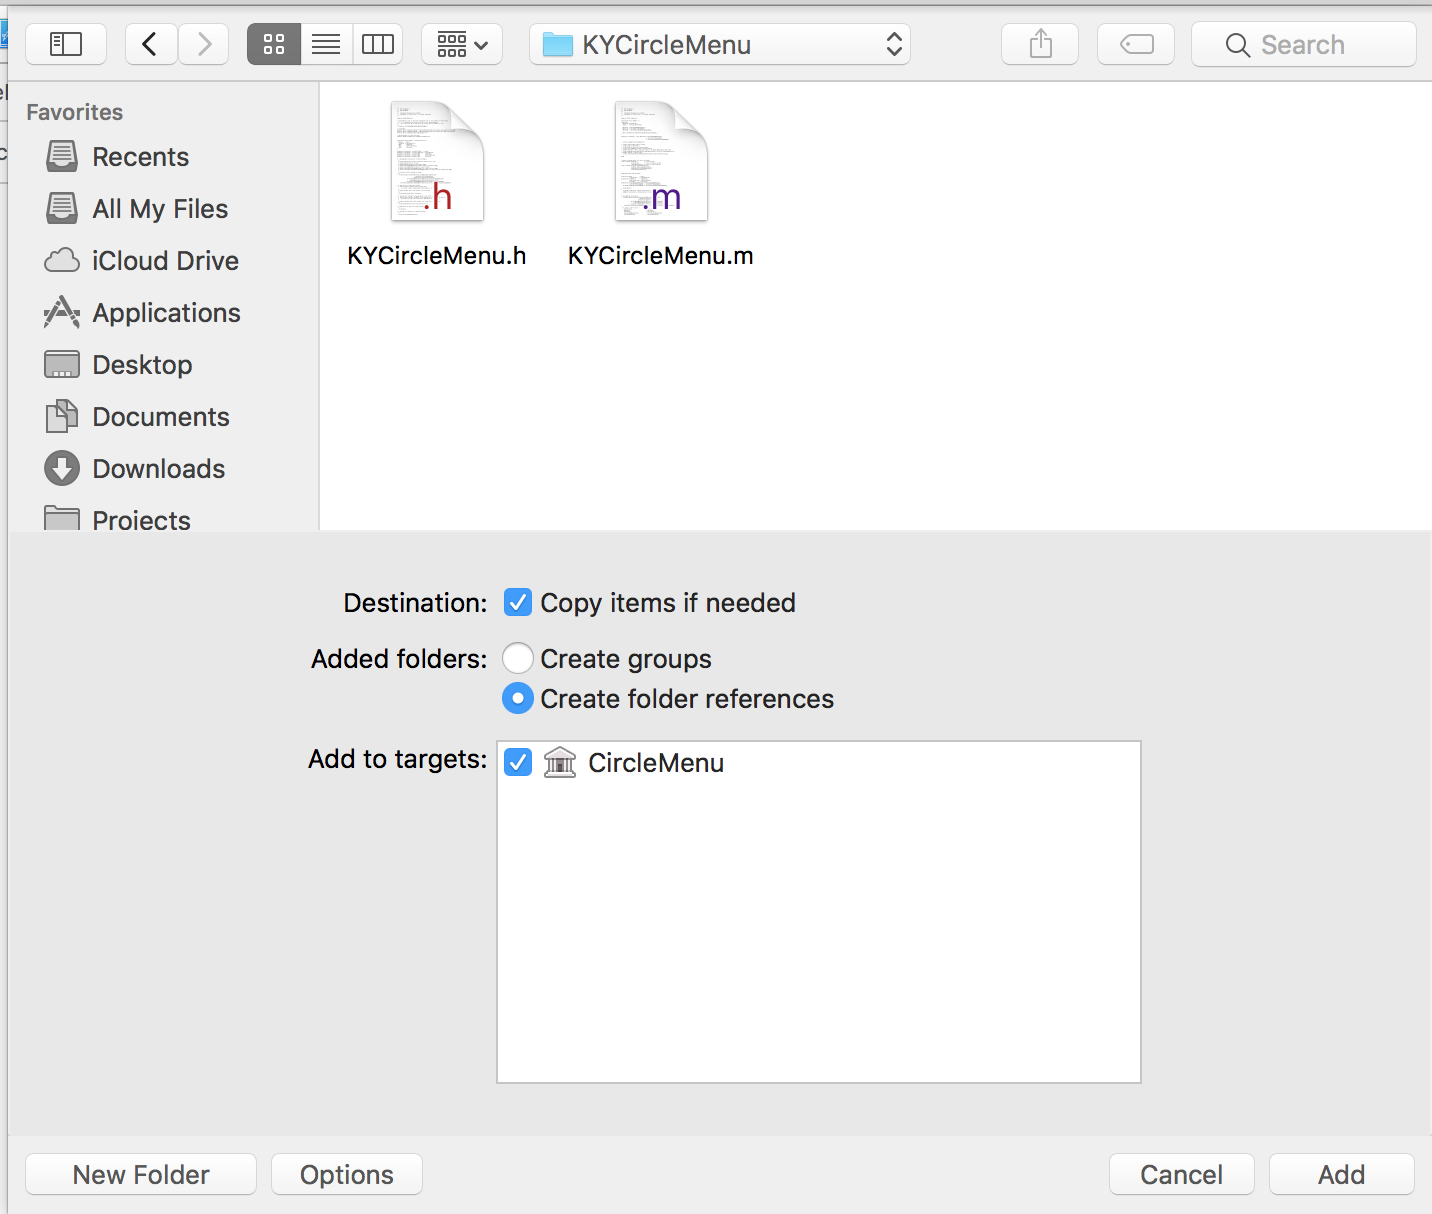 KYCircleMenu
Search
Favorites
Recents
All My Files
iCloud Drive
Applications
Desktop
Documents
Downloads
Projects
.h
.m
KYCircleMenu.h
KYCircleMenu.m
Destination: Copy items if needed
Added folders: Create groups
Create folder references
Add to targets: CircleMenu
New Folder
Options
Cancel
Add